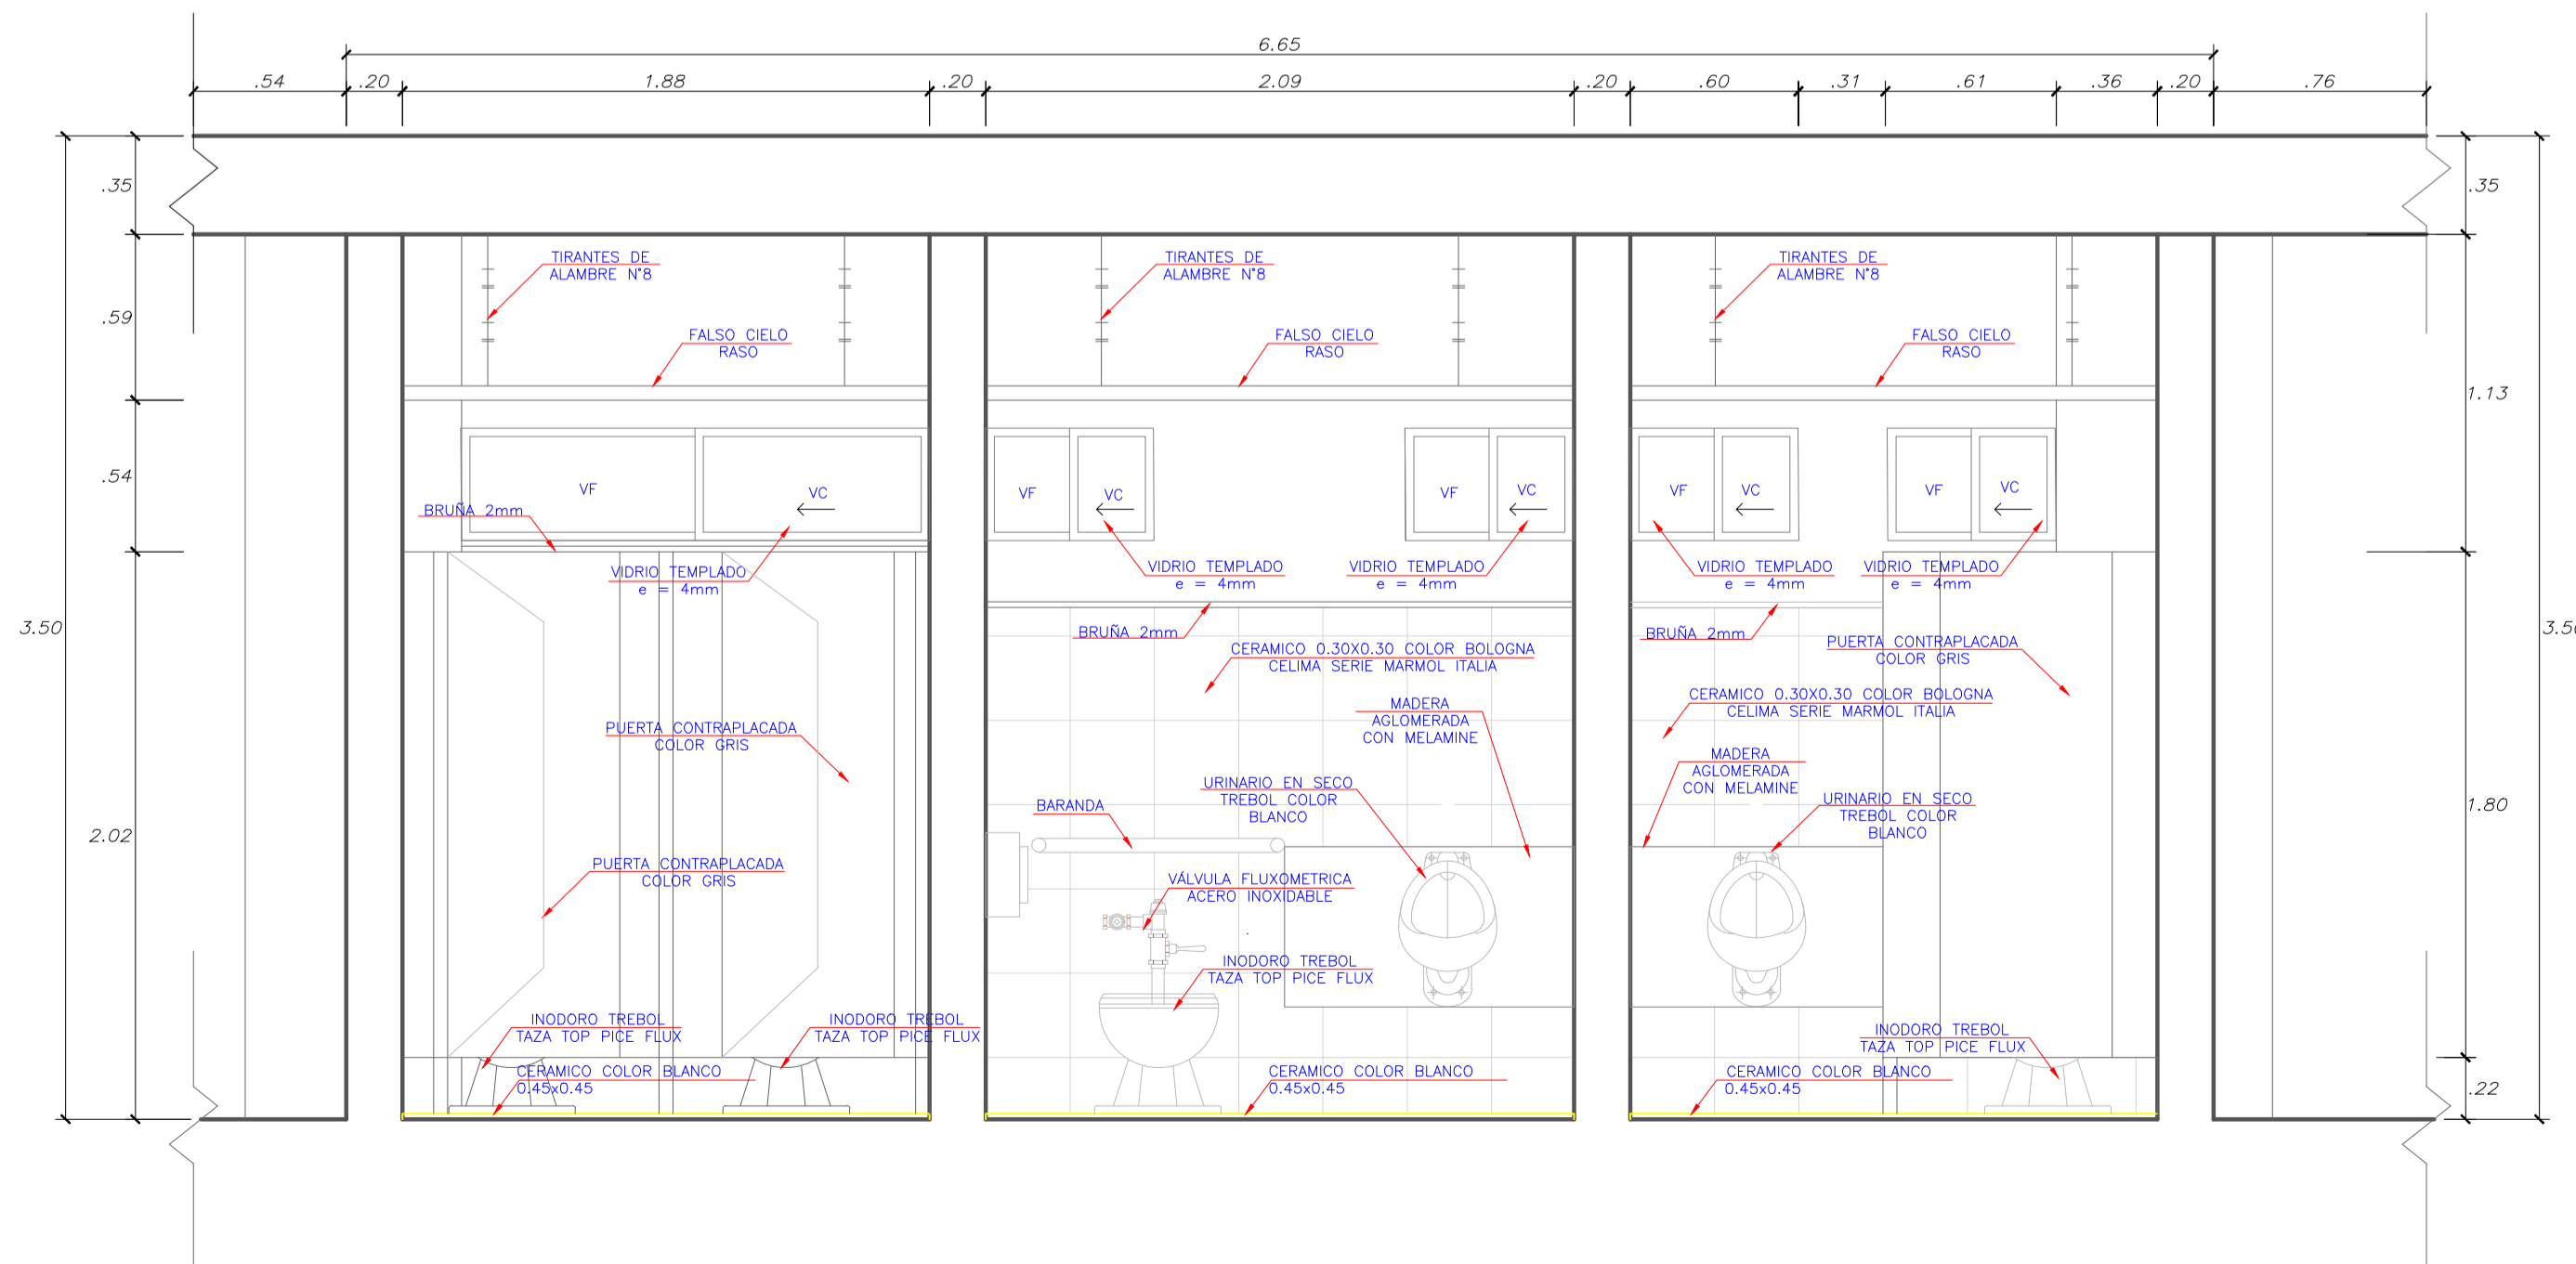 6.65
.54
.20
1.88
.20
2.09
.20
.60
.31
.61
.36
.20
.76
.35
.59
.54
3.50
2.02
TIRANTES DE
ALAMBRE N°8
FALSO CIELO
RASO
VF
VC
BRUÑA 2mm
VIDRIO TEMPLADO
e = 4mm
PUERTA CONTRAPLACADA
COLOR GRIS
PUERTA CONTRAPLACADA
COLOR GRIS
INODORO TREBOL
TAZA TOP PICE FLUX
INODORO TREBOL
TAZA TOP PICE FLUX
CERAMICO COLOR BLANCO
0.45x0.45
TIRANTES DE
ALAMBRE N°8
FALSO CIELO
RASO
VF
VC
VF
VC
VIDRIO TEMPLADO
e = 4mm
VIDRIO TEMPLADO
e = 4mm
BRUÑA 2mm
CERAMICO 0.30X0.30 COLOR BOLOGNA
CELIMA SERIE MARMOL ITALIA
MADERA
AGLOMERADA
CON MELAMINE
URINARIO EN SECO
TREBOL COLOR
BLANCO
BARANDA
VÁLVULA FLUXOMETRICA
ACERO INOXIDABLE
INODORO TREBOL
TAZA TOP PICE FLUX
CERAMICO COLOR BLANCO
0.45x0.45
TIRANTES DE
ALAMBRE N°8
FALSO CIELO
RASO
VF
VC
VF
VC
VIDRIO TEMPLADO
e = 4mm
VIDRIO TEMPLADO
e = 4mm
BRUÑA 2mm
PUERTA CONTRAPLACADA
COLOR GRIS
CERAMICO 0.30X0.30 COLOR BOLOGNA
CELIMA SERIE MARMOL ITALIA
MADERA
AGLOMERADA
CON MELAMINE
URINARIO EN SECO
TREBOL COLOR
BLANCO
INODORO TREBOL
TAZA TOP PICE FLUX
CERAMICO COLOR BLANCO
0.45x0.45
.35
1.13
1.80
.22